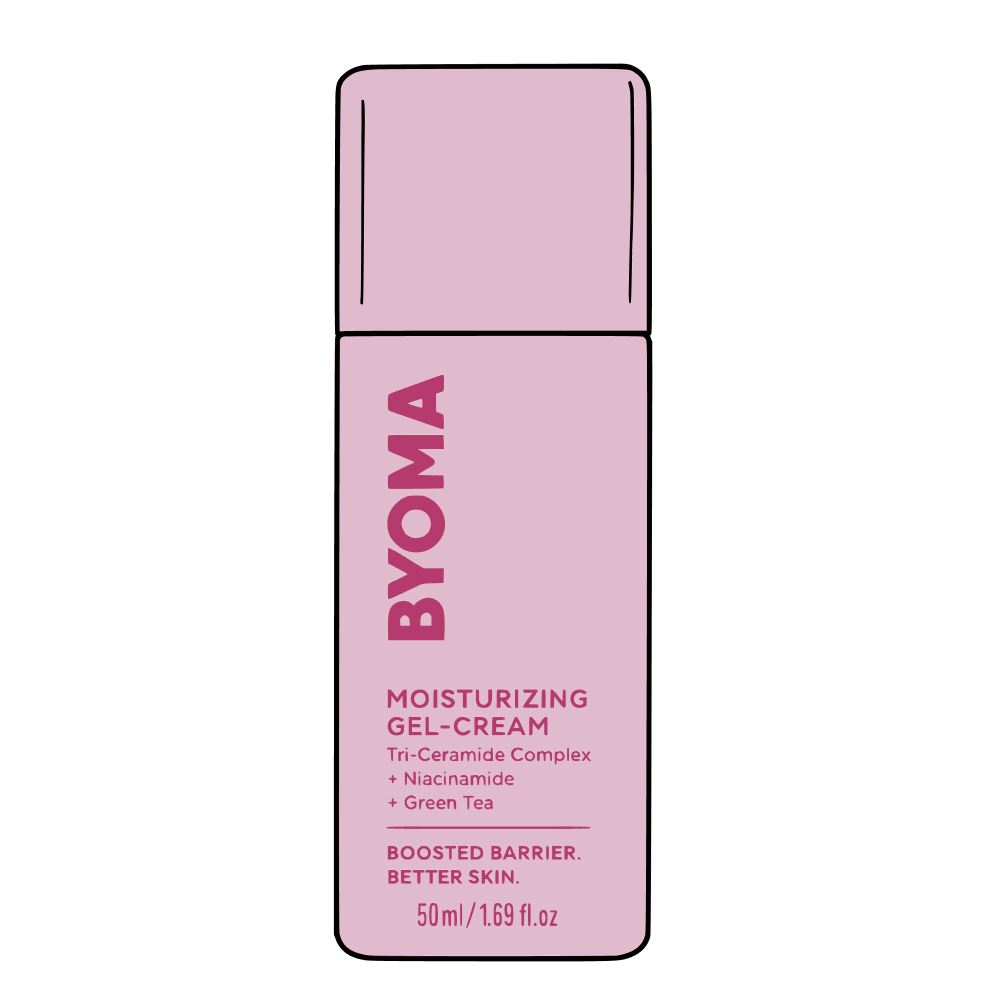 BYOMA
MOISTURIZING
GEL-CREAM
Tri-Ceramide Complex
+ Niacinamide
+ Green Tea
BOOSTED BARRIER.
BETTER SKIN.
50ml/1.69 fl.oz